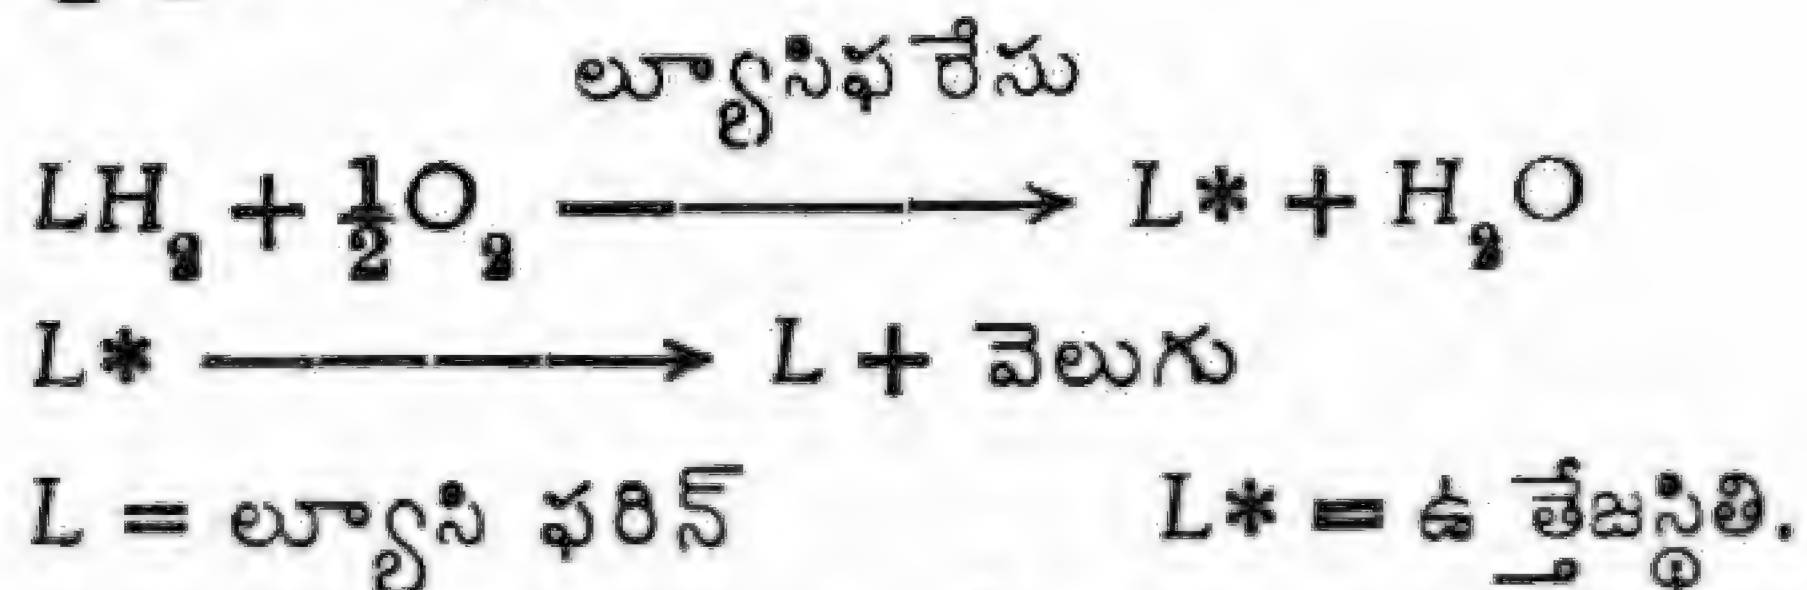 ల్యూసిఫరేసు
LH₂ + ½O₂ ———→ L* + H₂O
L* ————→ L + వెలుగు
L = ల్యూసి ఫరిన్ L* = ఉత్తేజస్థితి.